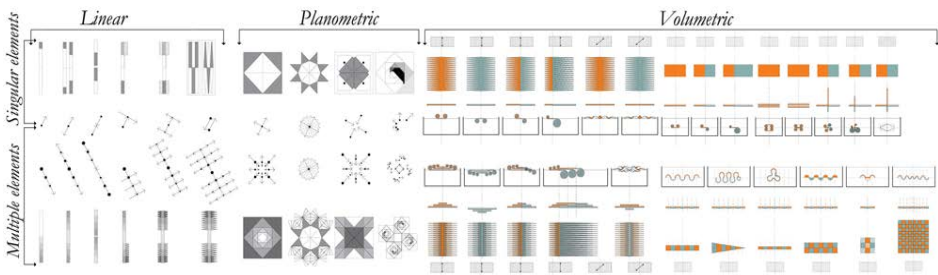 Linear
Planometric
Volumetric
Singular elements
Multiple elements